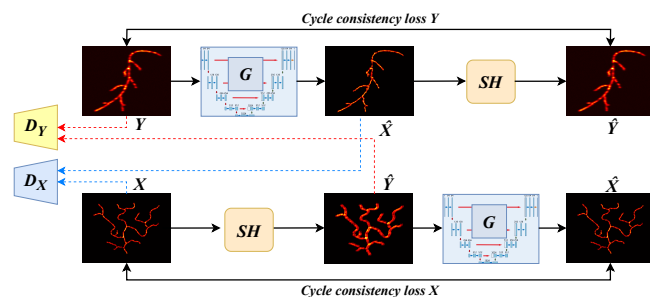 Cycle consistency loss Y
G
SH
D_Y
Y
X̂
Ŷ
D_X
X
Ŷ
X̂
SH
G
Cycle consistency loss X